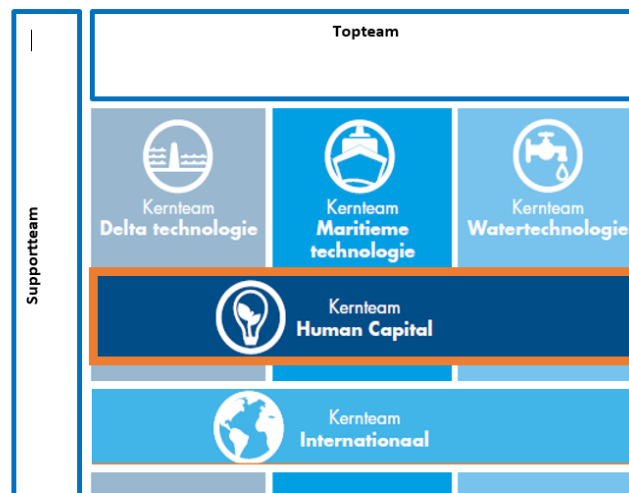 Topteam
Supportteam
Kernteam
Delta technologie
Kernteam
Maritieme
technologie
Kernteam
Watertechnologie
Kernteam
Human Capital
Kernteam
Internationaal